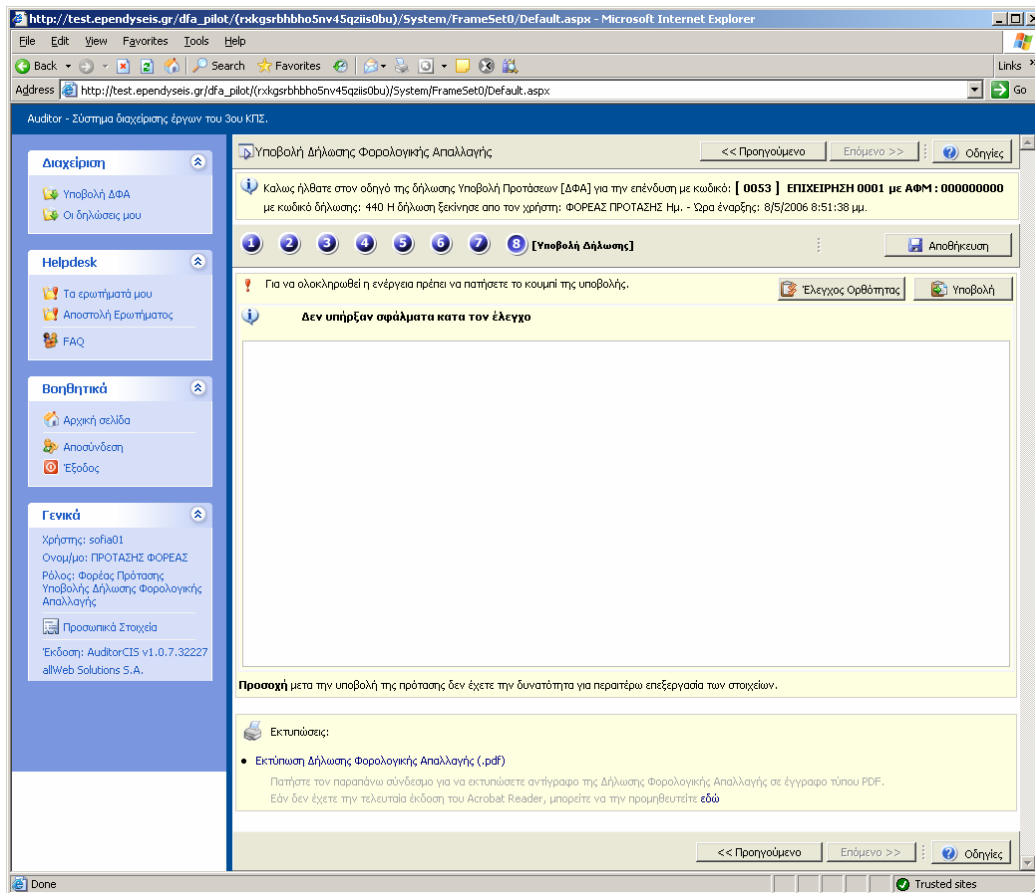 http://test.ependyseis.gr/dfa_pilot/(rxkgsrbhbho5nv45qziis0bu)/System/FrameSet0/Default.aspx - Microsoft Internet Explorer
File Edit View Favorites Tools Help
Back Search Favorites Links »
Address http://test.ependyseis.gr/dfa_pilot/(rxkgsrbhbho5nv45qziis0bu)/System/FrameSet0/Default.aspx Go
Auditor - Σύστημα διαχείρισης έργων του 3ου ΚΠΣ.
Διαχείριση
Υποβολή ΔΦΑ
Οι δηλώσεις μου
Helpdesk
Τα ερωτήματά μου
Αποστολή Ερωτήματος
FAQ
Βοηθητικά
Αρχική σελίδα
Αποσύνδεση
Έξοδος
Γενικά
Χρήστης: sofia01
Ονομ/μο: ΠΡΟΤΑΣΗΣ ΦΟΡΕΑΣ
Ρόλος: Φορέας Πρότασης
Υποβολής Δήλωσης Φορολογικής
Απαλλαγής
Προσωπικά Στοιχεία
Έκδοση: AuditorCIS v1.0.7.32227
allWeb Solutions S.A.
Υποβολή Δήλωσης Φορολογικής Απαλλαγής << Προηγούμενο Επόμενο >> Οδηγίες
Καλως ήλθατε στον οδηγό της δήλωσης Υποβολή Προτάσεων [ΔΦΑ] για την επένδυση με κωδικό: [ 0053 ] ΕΠΙΧΕΙΡΗΣΗ 0001 με ΑΦΜ : 000000000
με κωδικό δήλωσης: 440 Η δήλωση ξεκίνησε απο τον χρήστη: ΦΟΡΕΑΣ ΠΡΟΤΑΣΗΣ Ημ. - Ώρα έναρξης: 8/5/2006 8:51:38 μμ.
1 2 3 4 5 6 7 8 [Υποβολή Δήλωσης] Αποθήκευση
Για να ολοκληρωθεί η ενέργεια πρέπει να πατήσετε το κουμπί της υποβολής. Έλεγχος Ορθότητας Υποβολή
Δεν υπήρξαν σφάλματα κατα τον έλεγχο
Προσοχή μετα την υποβολή της πρότασης δεν έχετε την δυνατότητα για περαιτέρω επεξεργασία των στοιχείων.
Εκτυπώσεις:
Εκτύπωση Δήλωσης Φορολογικής Απαλλαγής (.pdf)
Πατήστε τον παραπάνω σύνδεσμο για να εκτυπώσετε αντίγραφο της Δήλωσης Φορολογικής Απαλλαγής σε έγγραφο τύπου PDF.
Εάν δεν έχετε την τελευταία έκδοση του Acrobat Reader, μπορείτε να την προμηθευτείτε εδώ
<< Προηγούμενο Επόμενο >> Οδηγίες
Done Trusted sites